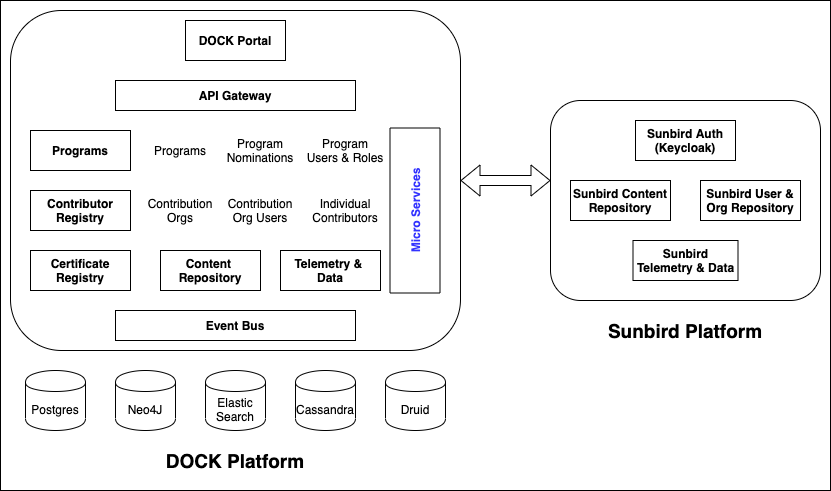 DOCK Portal
API Gateway
Programs
Programs
Program
Nominations
Program
Users & Roles
Contributor
Registry
Contribution
Orgs
Contribution
Org Users
Individual
Contributors
Certificate
Registry
Content
Repository
Telemetry &
Data
Micro Services
Event Bus
Postgres
Neo4J
Elastic
Search
Cassandra
Druid
DOCK Platform
Sunbird Auth
(Keycloak)
Sunbird Content
Repository
Sunbird User &
Org Repository
Sunbird
Telemetry & Data
Sunbird Platform